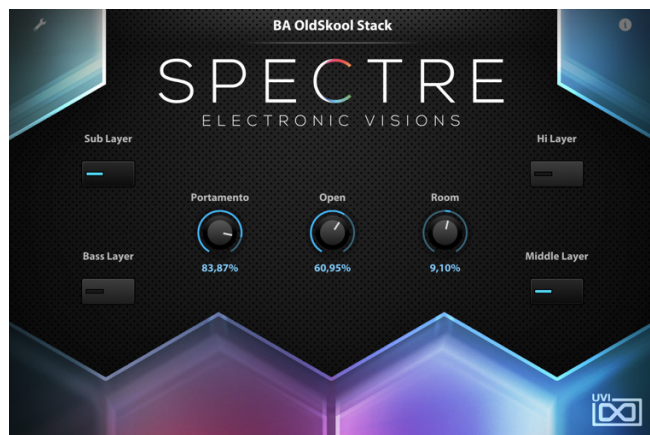 BA OldSkool Stack
SPECTRE
ELECTRONIC VISIONS
Sub Layer
Hi Layer
Portamento
Open
Room
83,87%
60,95%
9,10%
Bass Layer
Middle Layer
UVI